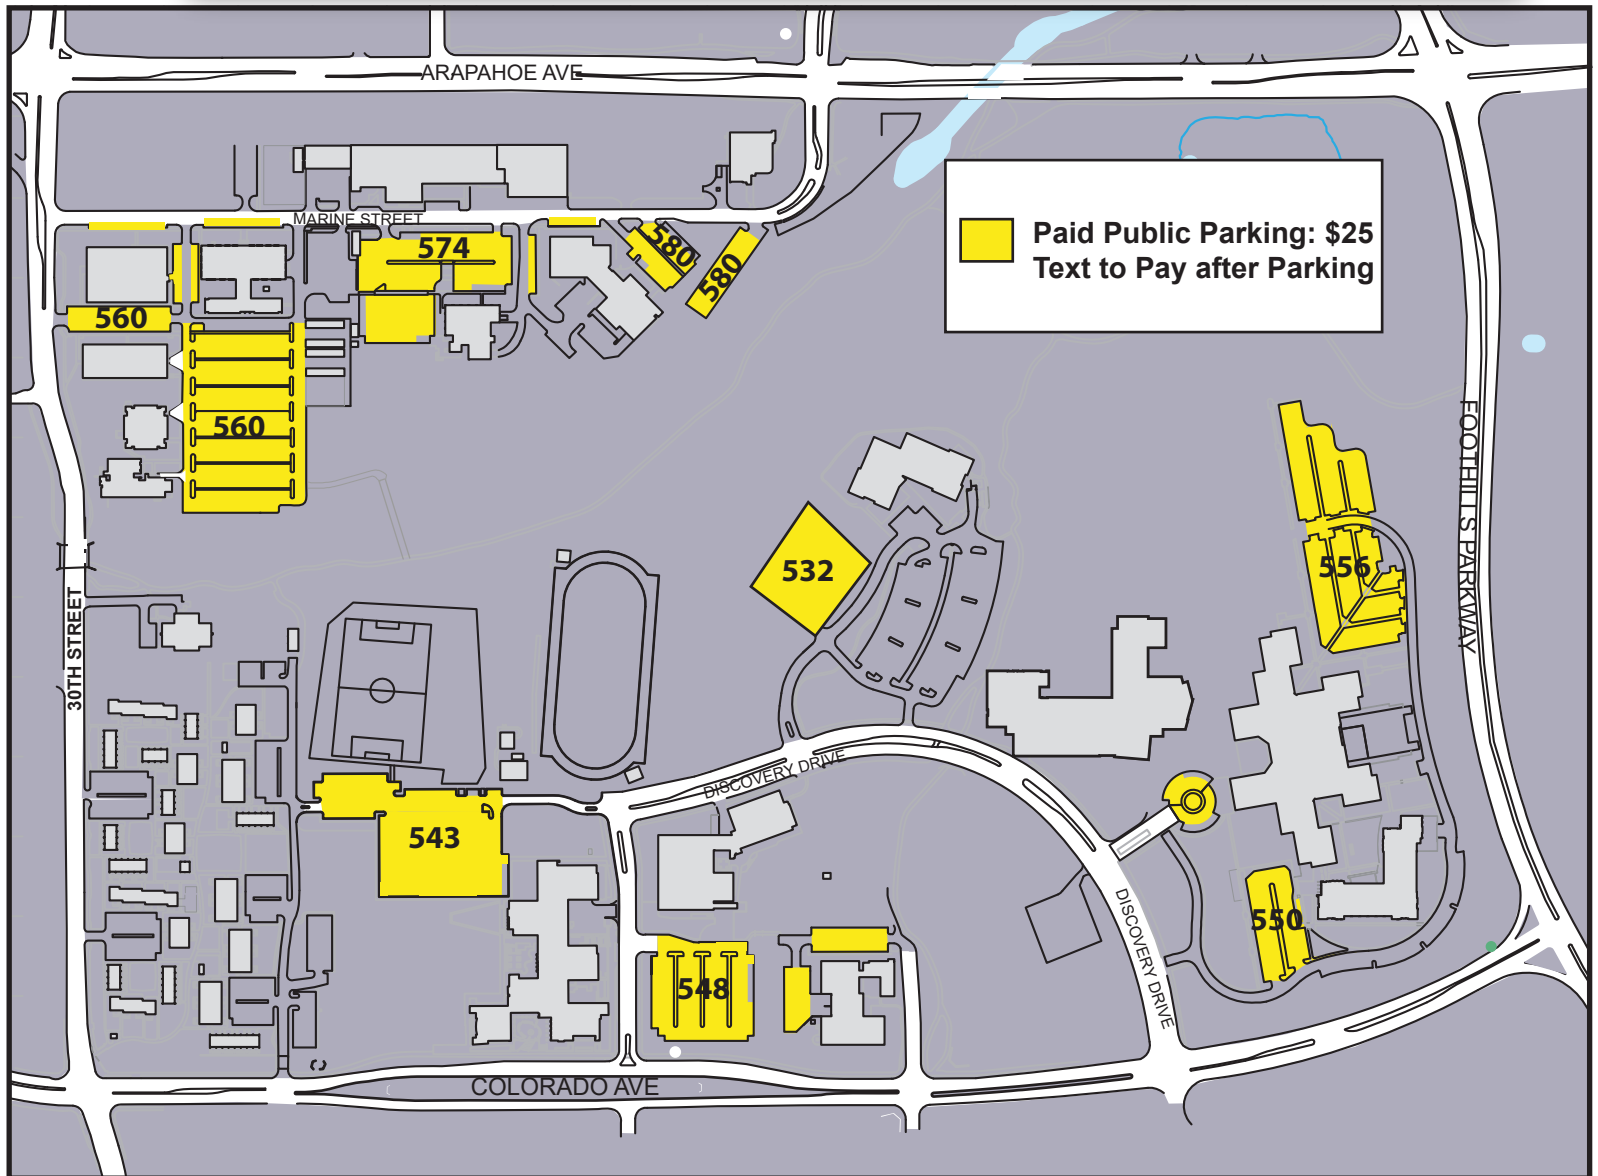 ARAPAHOE AVE
MARINE STREET
574
580
580
Paid Public Parking: $25
Text to Pay after Parking
560
560
FOOTHILLS PARKWAY
532
556
30TH STREET
DISCOVERY DRIVE
543
550
DISCOVERY DRIVE
548
COLORADO AVE